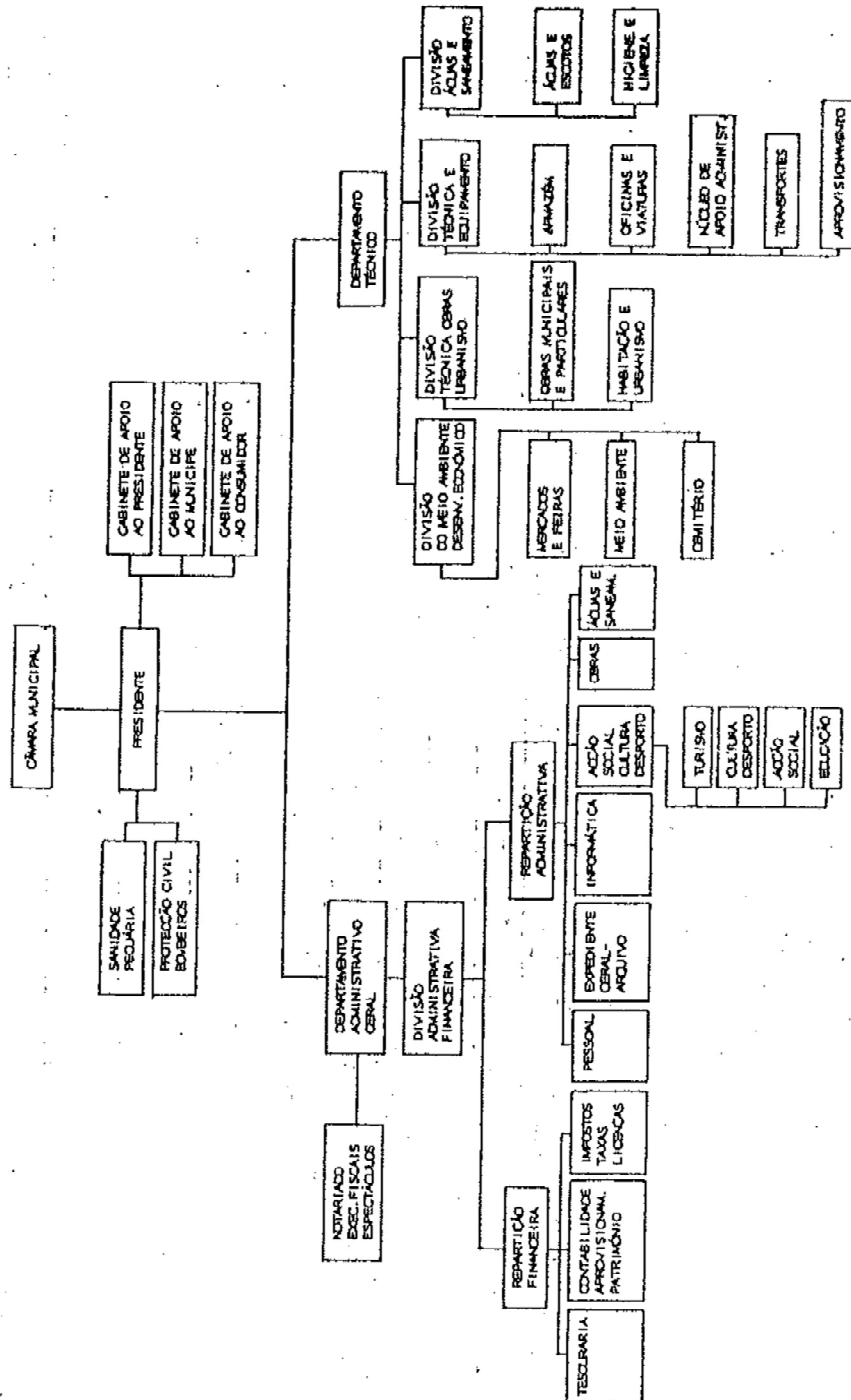 CÂMARA MUNICIPAL
PRESIDENTE
SANIDADE
PECUÁRIA
PROTECÇÃO CIVIL
BOMBEIROS
GABINETE DE APOIO
AO PRESIDENTE
GABINETE DE APOIO
AO MUNICIPE
GABINETE DE APOIO
AO CONSUMIDOR
DEPARTAMENTO
ADMINISTRATIVO
GERAL
NOTARIADO
EXEC.FISCAIS
ESPECTÁCULOS
DIVISÃO
ADMINISTRATIVA
FINANCEIRA
REPARTIÇÃO
FINANCEIRA
TESOURARIA
CONTABILIDADE
APROVISIONAM.
PATRIMÓNIO
IMPOSTOS
TAXAS
LICENÇAS
REPARTIÇÃO
ADMINISTRATIVA
PESSOAL
EXPEDIENTE
GERAL-
ARQUIVO
INFORMÁTICA
ACÇÃO
SOCIAL
CULTURA
DESPORTO
OBRAS
ÁGUAS E
SANEAM.
TURISMO
CULTURA
DESPORTO
ACÇÃO
SOCIAL
EDUCAÇÃO
DEPARTAMENTO
TÉCNICO
DIVISÃO
DO MEIO AMBIENTE
DESENV. ECONÓMICO
MERCADOS
E FEIRAS
MEIO AMBIENTE
CEMITÉRIO
DIVISÃO
TÉCNICA OBRAS
URBANISMO.
OBRAS MUNICIPAIS
E PARTICULARES
HABITAÇÃO E
URBANISMO
DIVISÃO
TÉCNICA E
EQUIPAMENTO
ARMAZÉM
OFICINAS E
VIATURAS
NÚCLEO DE
APOIO ADMINIST.
TRANSPORTES
APROVISIONAMENTO
DIVISÃO
ÁGUAS E
SANEAMENTO
ÁGUAS E
ESGOTOS
HIGIENE E
LIMPEZA